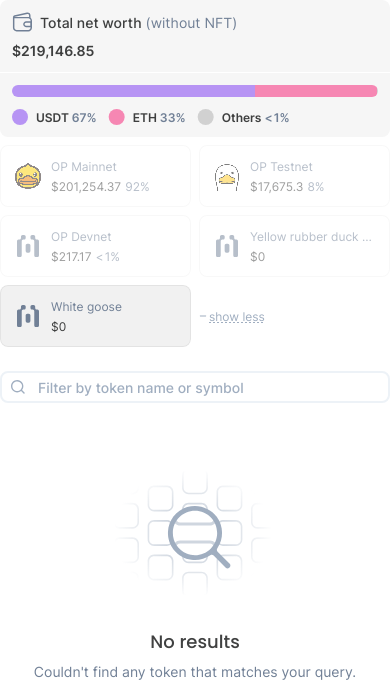 Total net worth (without NFT)
$219,146.85
USDT 67% ETH 33% Others <1%
OP Mainnet
$201,254.37 92%
OP Testnet
$17,675.3 8%
OP Devnet
$217.17 <1%
Yellow rubber duck ...
$0
White goose
$0
– show less
Filter by token name or symbol
No results
Couldn't find any token that matches your query.